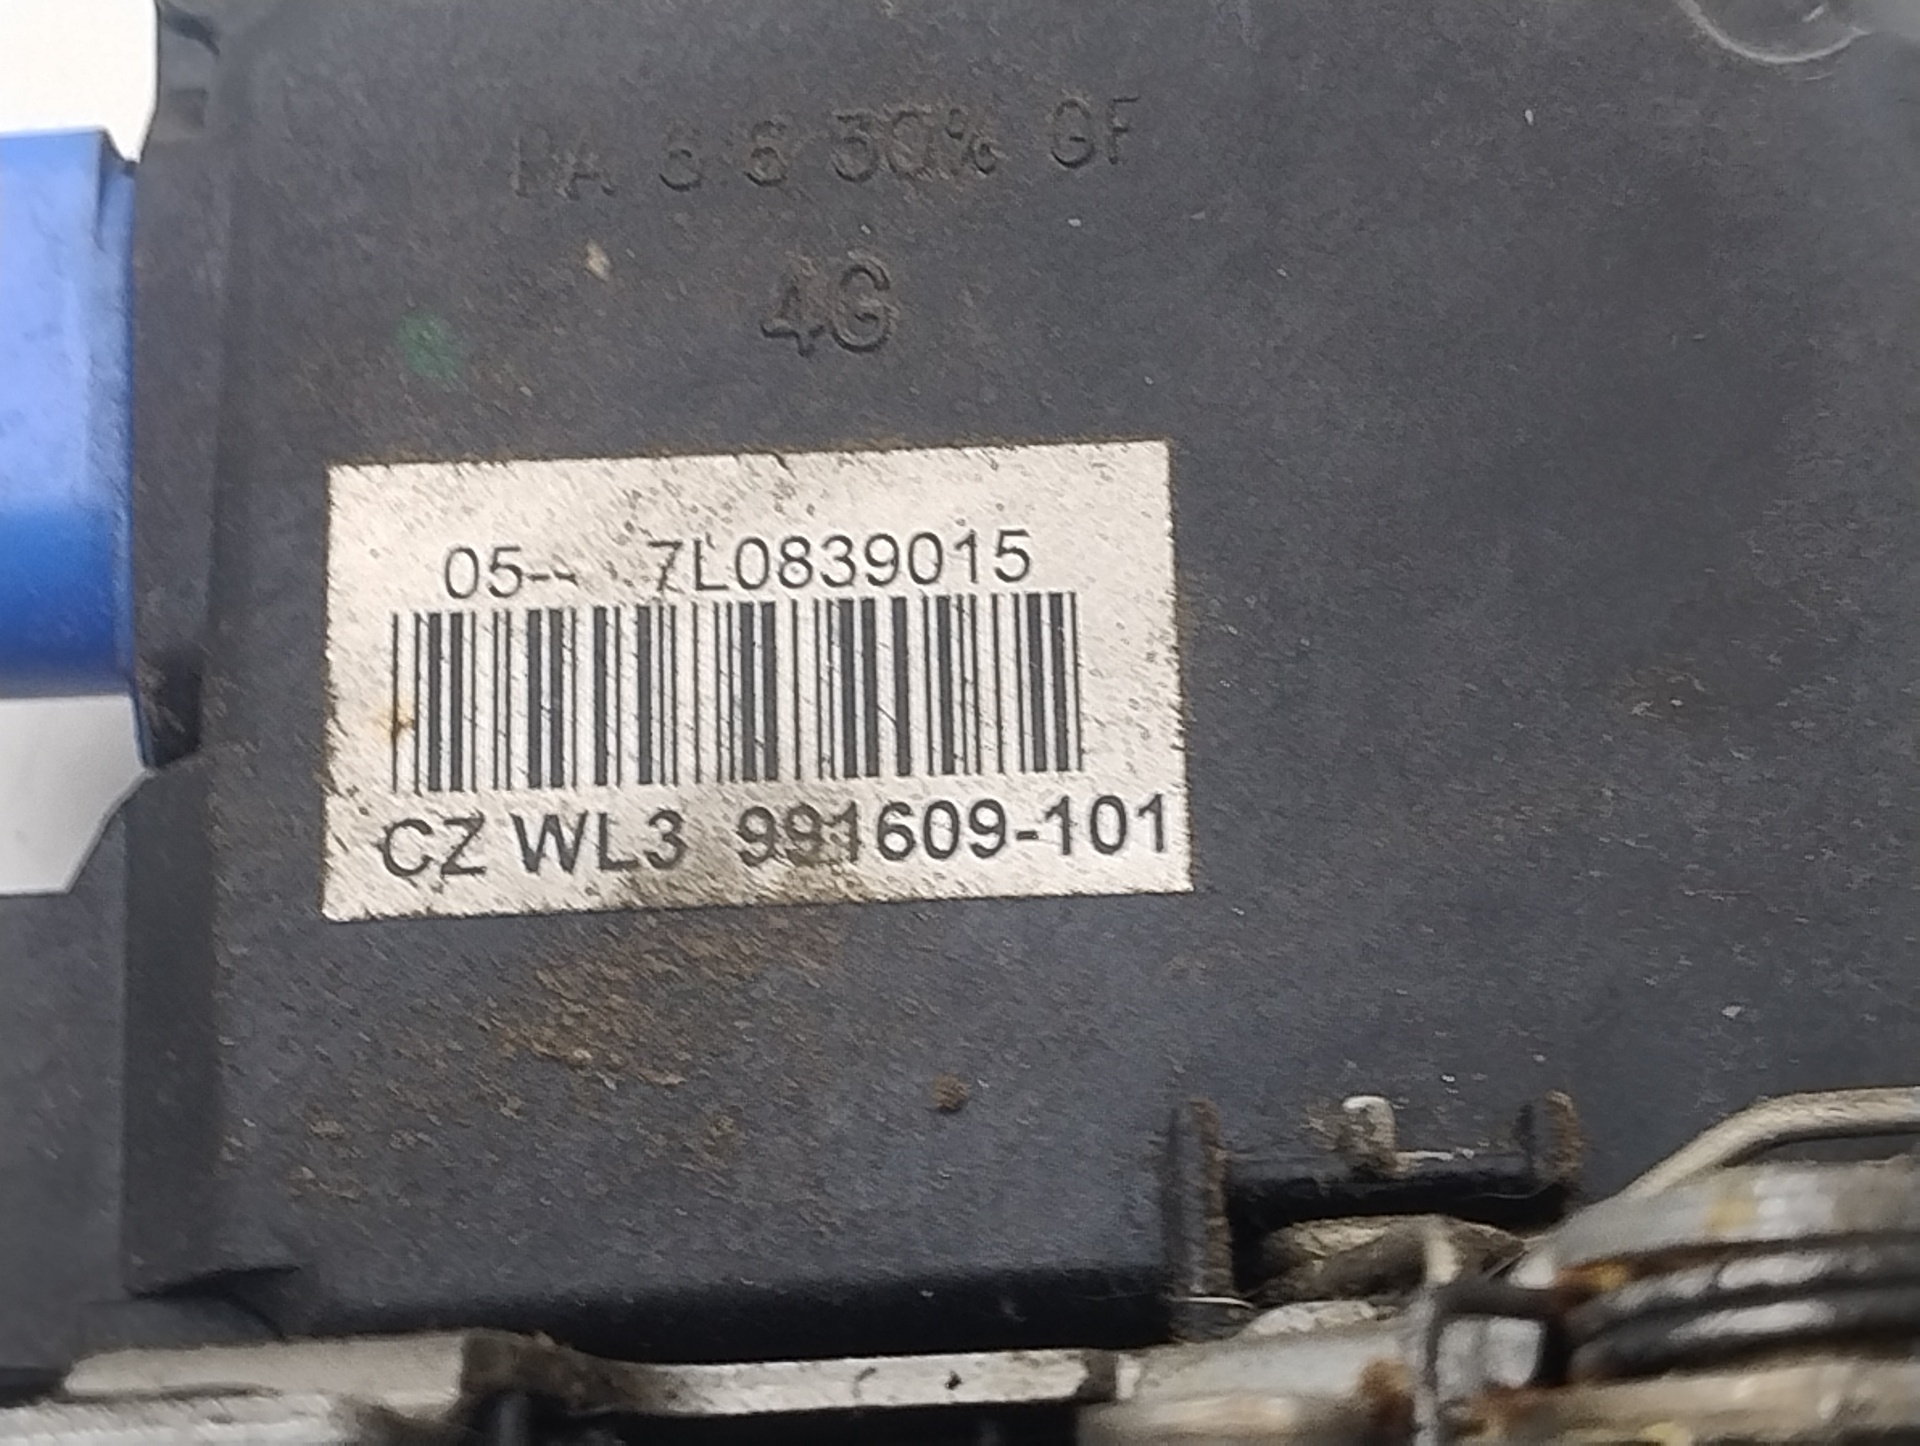 PA 6.6 30% GF
4G
05-- 7L0839015
CZ WL3 991609-101